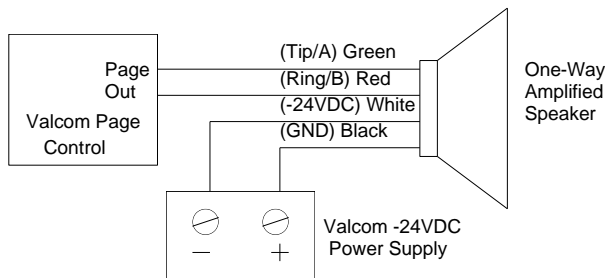 (Tip/A) Green
Page
Out
(Ring/B) Red
(-24VDC) White
(GND) Black
Valcom Page
Control
One-Way
Amplified
Speaker
Valcom -24VDC
Power Supply
— +